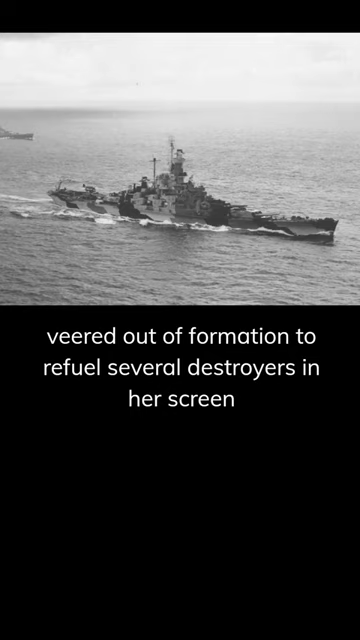 veered out of formation to
refuel several destroyers in
her screen